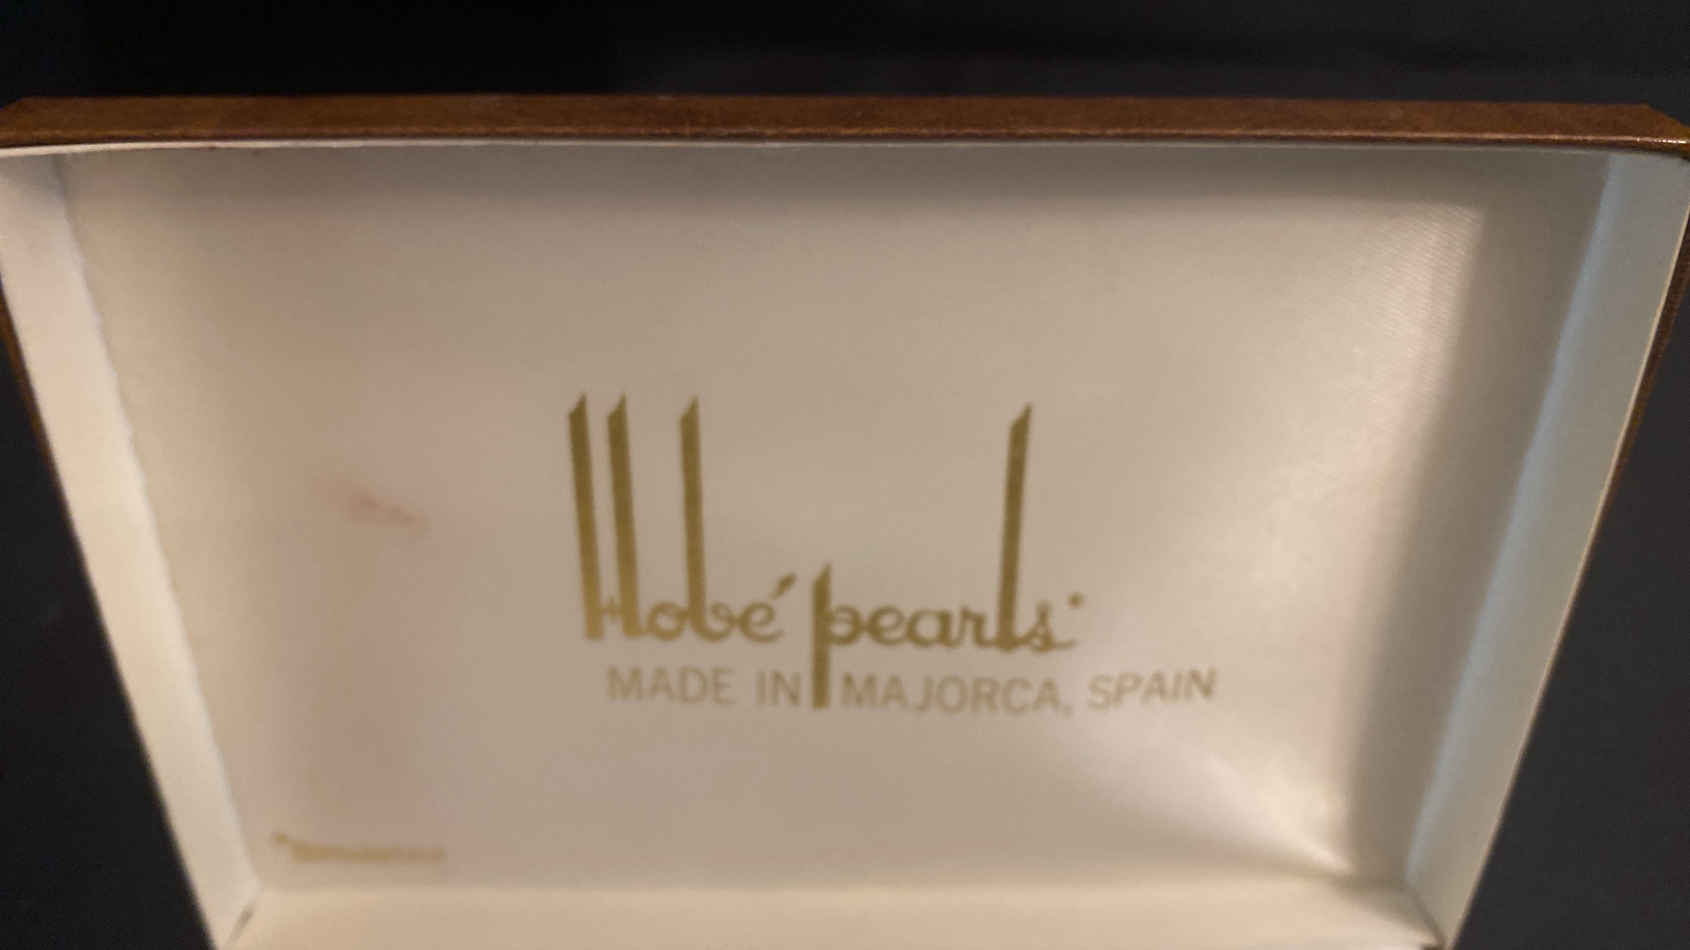 Hobé pearls*
MADE IN MAJORCA, SPAIN